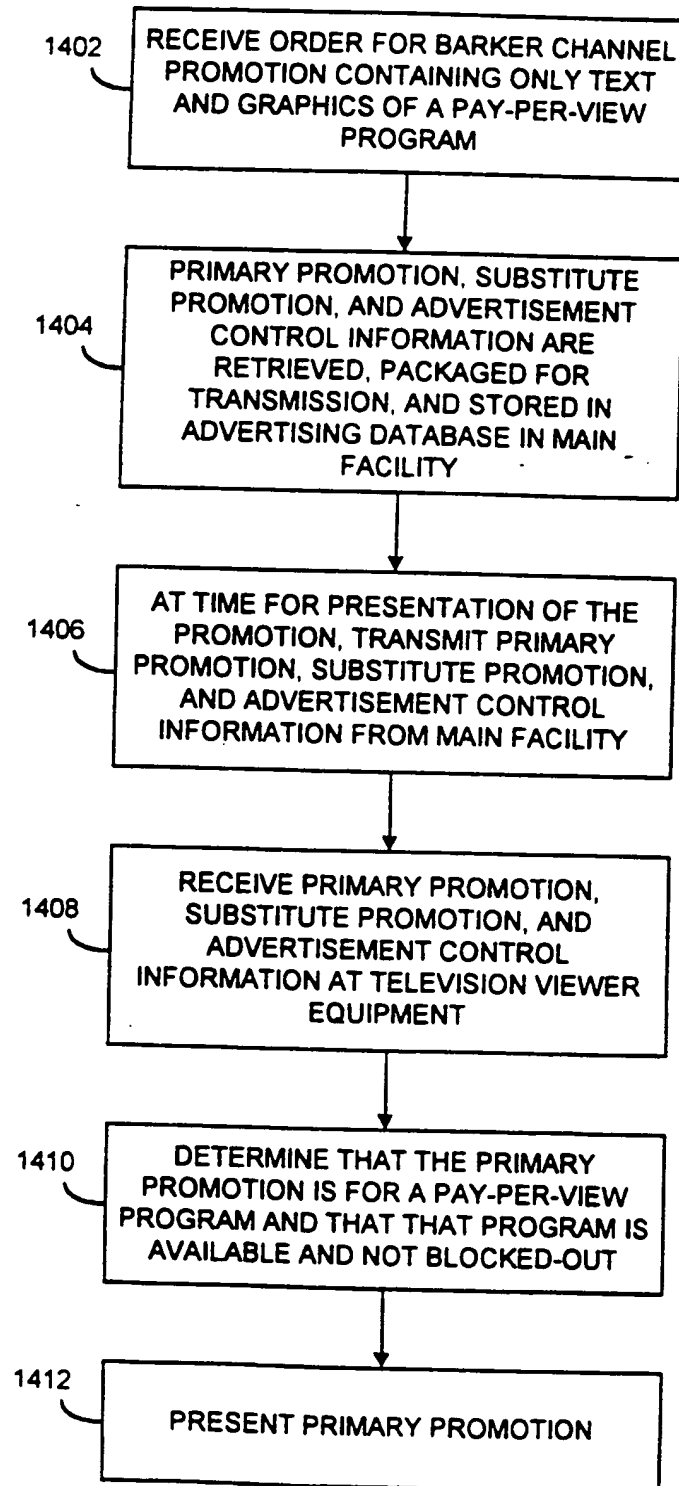 1402
RECEIVE ORDER FOR BARKER CHANNEL
PROMOTION CONTAINING ONLY TEXT
AND GRAPHICS OF A PAY-PER-VIEW
PROGRAM
1404
PRIMARY PROMOTION, SUBSTITUTE
PROMOTION, AND ADVERTISEMENT
CONTROL INFORMATION ARE
RETRIEVED, PACKAGED FOR
TRANSMISSION, AND STORED IN
ADVERTISING DATABASE IN MAIN
FACILITY
1406
AT TIME FOR PRESENTATION OF THE
PROMOTION, TRANSMIT PRIMARY
PROMOTION, SUBSTITUTE PROMOTION,
AND ADVERTISEMENT CONTROL
INFORMATION FROM MAIN FACILITY
1408
RECEIVE PRIMARY PROMOTION,
SUBSTITUTE PROMOTION, AND
ADVERTISEMENT CONTROL
INFORMATION AT TELEVISION VIEWER
EQUIPMENT
1410
DETERMINE THAT THE PRIMARY
PROMOTION IS FOR A PAY-PER-VIEW
PROGRAM AND THAT THAT PROGRAM IS
AVAILABLE AND NOT BLOCKED-OUT
1412
PRESENT PRIMARY PROMOTION